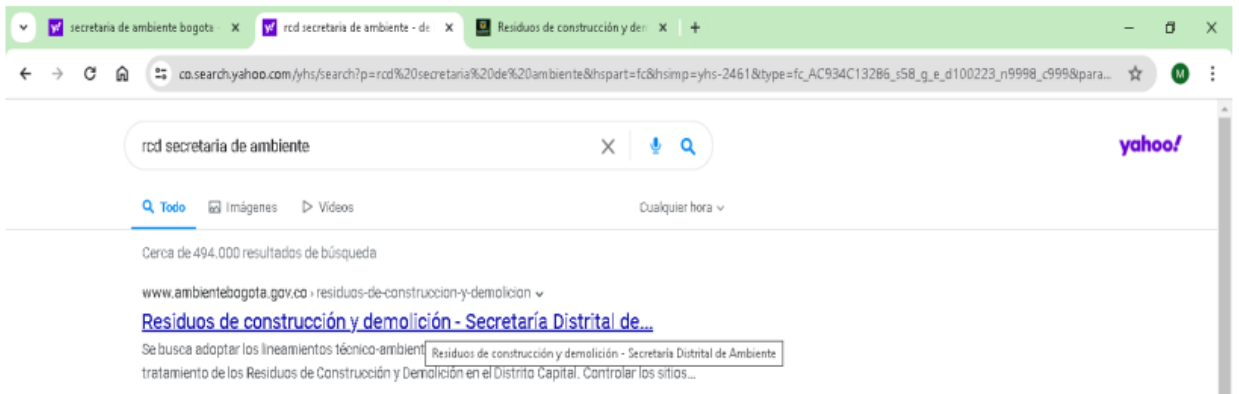 secretaria de ambiente bogota -
rcd secretaria de ambiente - de
Residuos de construcción y dem
co.search.yahoo.com/yhs/search?p=rcd%20secretaria%20de%20ambiente&hspart=fc&hsimp=yhs-2461&type=fc_AC934C13286_s58_g_e_d100223_n9998_c999&para...
M
rcd secretaria de ambiente
yahoo!
Todo Imágenes Vídeos Cualquier hora
Cerca de 494.000 resultados de búsqueda
www.ambientebogota.gov.co › residuos-de-construccion-y-demolicion
Residuos de construcción y demolición - Secretaría Distrital de...
Se busca adoptar los lineamientos técnico-ambient
Residuos de construcción y demolición - Secretaría Distrital de Ambiente
tratamiento de los Residuos de Construcción y Demolición en el Distrito Capital. Controlar los sitios...